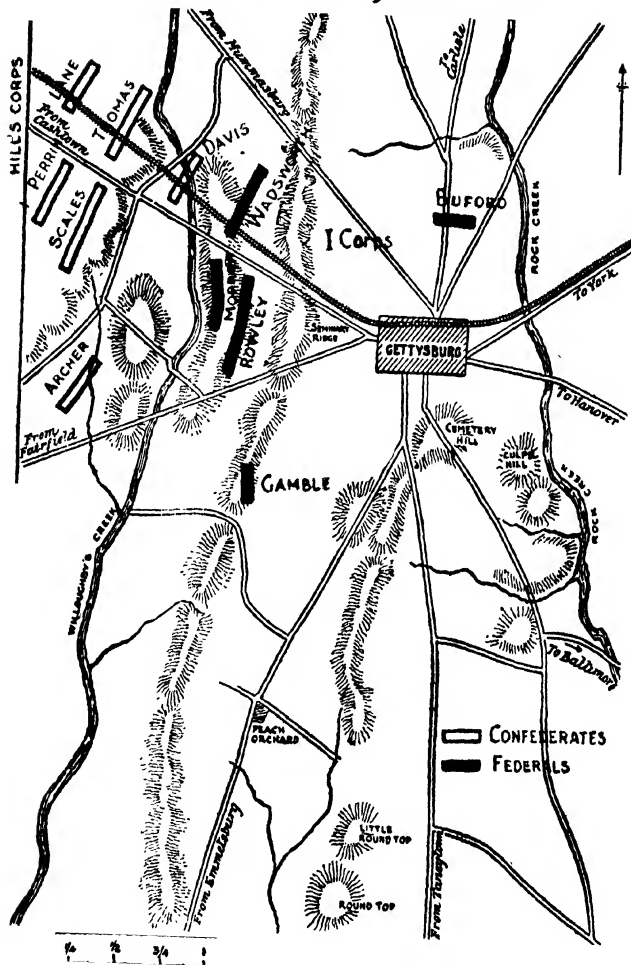 From Hummasburg
To Carlisle
HILL'S CORPS
LANE
THOMAS
From Cashtown
DAVIS
PERRIN
SCALES
WADSWORTH
BUFORD
I Corps
ROCK CREEK
To York
ROWLEY
SEMINARY RIDGE
GETTYSBURG
ARCHER
From Fairfield
To Hanover
CEMETERY HILL
CULPS HILL
GAMBLE
ROCK CREEK
WILLOUGHBY'S CREEK
To Baltimore
PEACH ORCHARD
CONFEDERATES
FEDERALS
LITTLE ROUND TOP
From Emmetsburg
From Taneytown
ROUND TOP
1/4 1/2 3/4 1